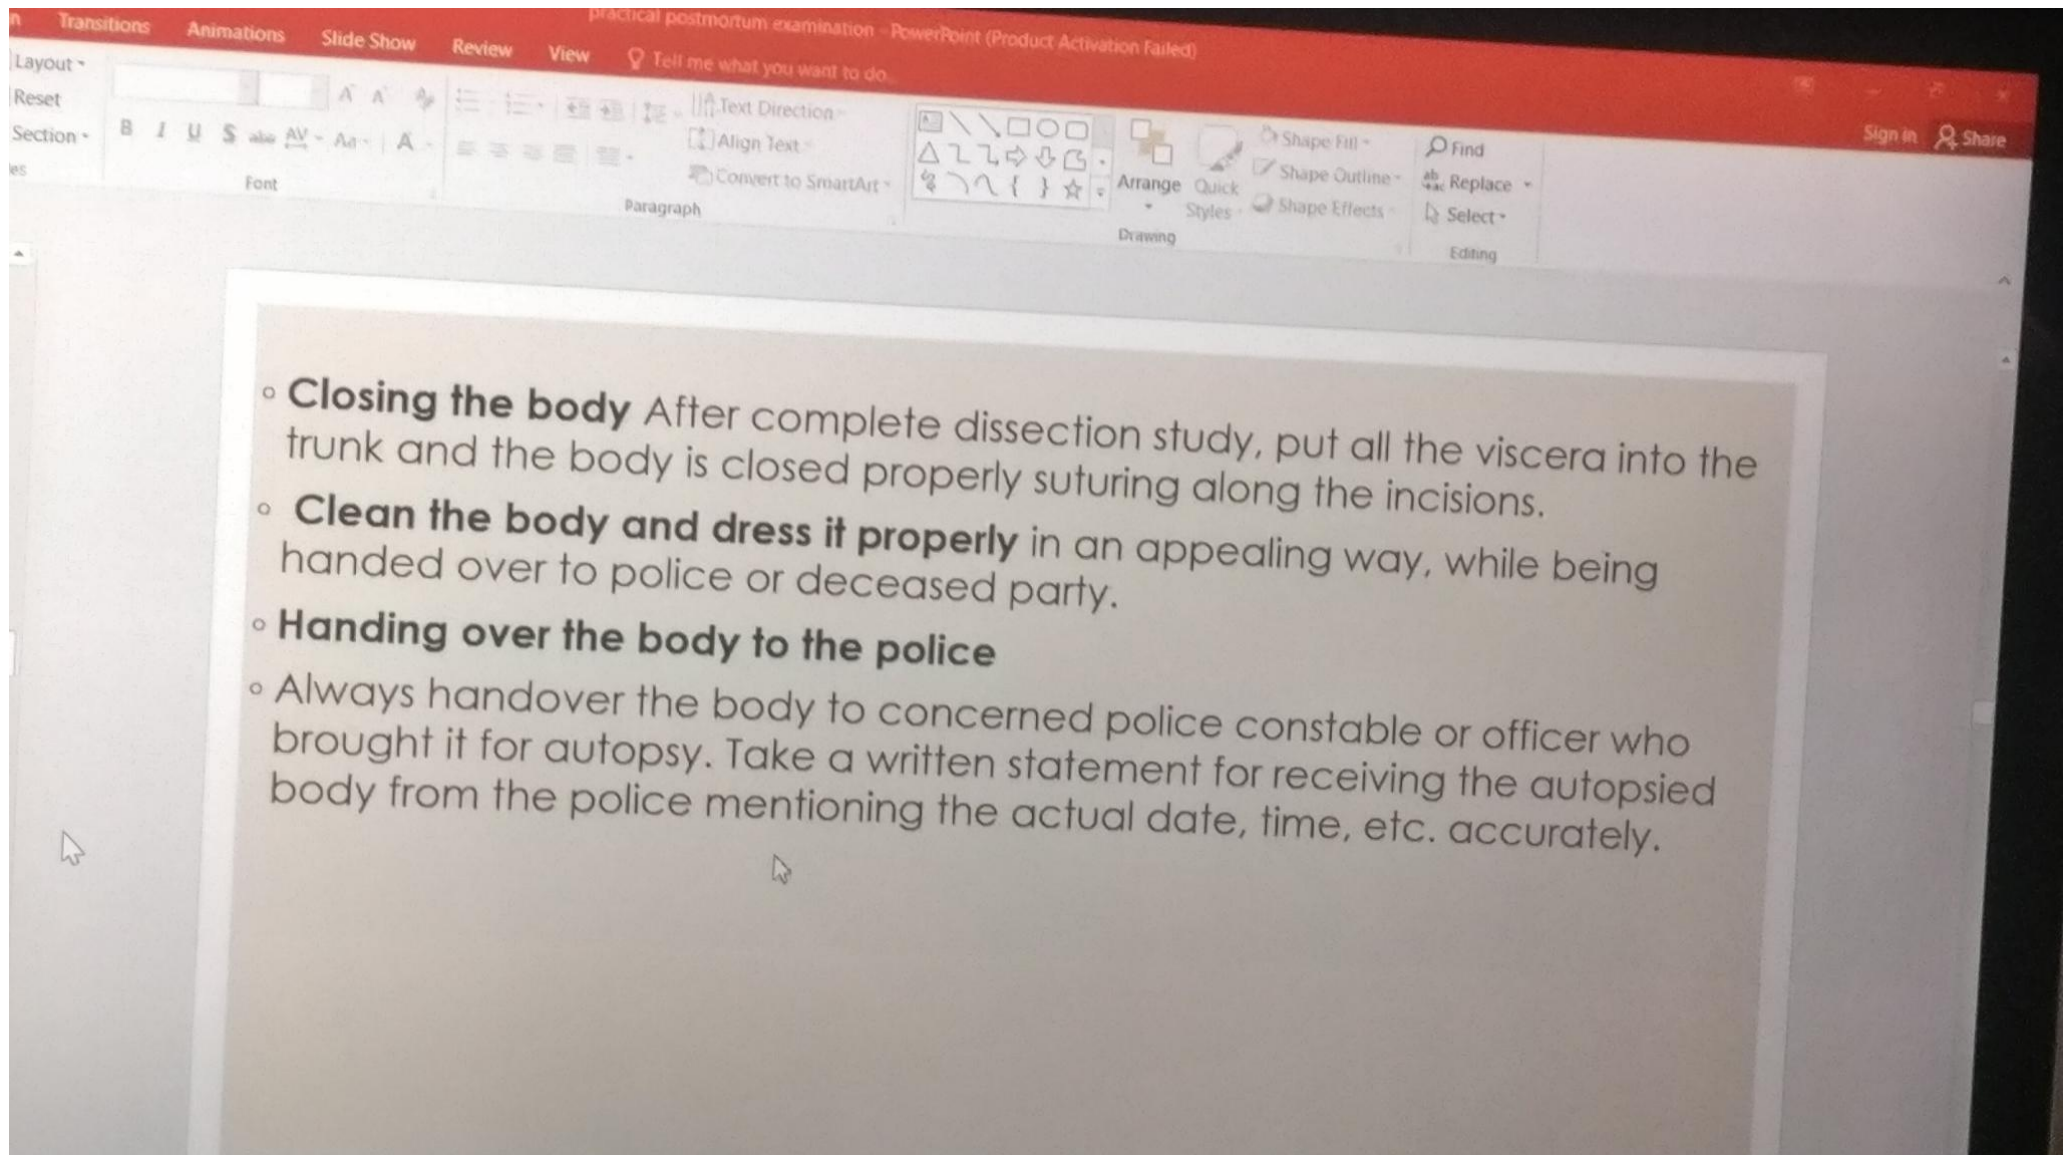 practical postmortum examination - PowerPoint (Product Activation Failed)
Transitions Animations Slide Show Review View Tell me what you want to do
Sign in Share
Layout
Reset
Section
B I U S abc AV Aa A
Font
Text Direction
Align Text
Convert to SmartArt
Paragraph
Arrange
Quick
Styles
Shape Fill
Shape Outline
Shape Effects
Drawing
Find
Replace
Select
Editing
Closing the body After complete dissection study, put all the viscera into the
trunk and the body is closed properly suturing along the incisions.
Clean the body and dress it properly in an appealing way, while being
handed over to police or deceased party.
Handing over the body to the police
Always handover the body to concerned police constable or officer who
brought it for autopsy. Take a written statement for receiving the autopsied
body from the police mentioning the actual date, time, etc. accurately.